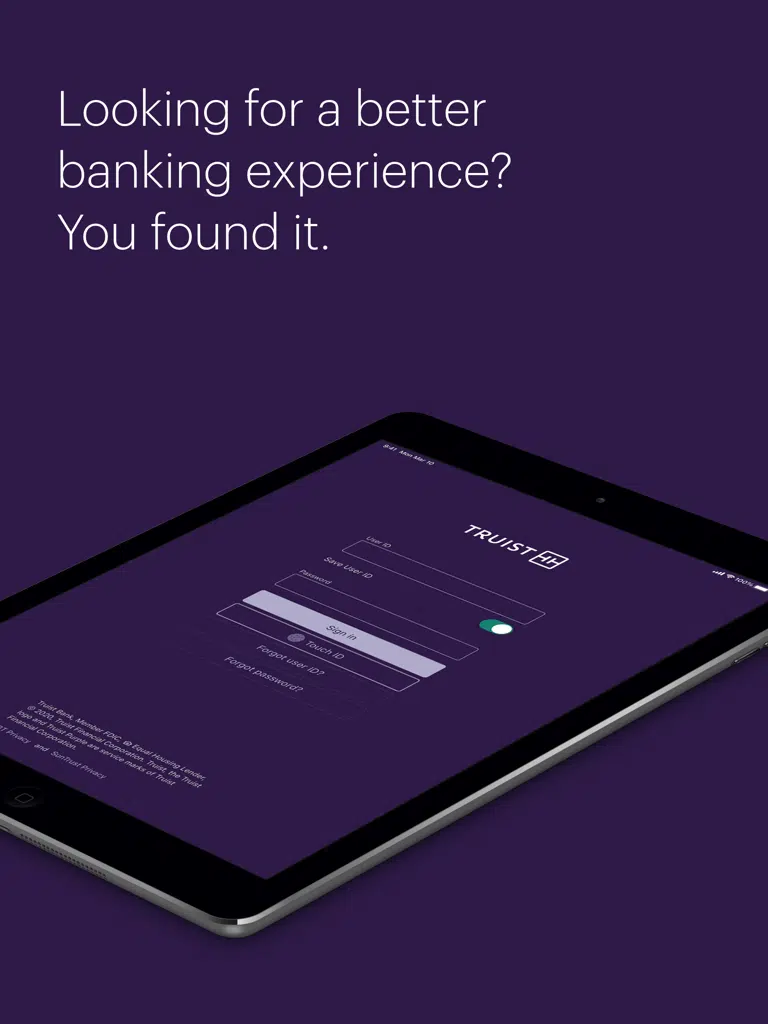 Looking for a better
banking experience?
You found it.
9:41 Mon Mar 10
100%
TRUIST
User ID
Save User ID
Password
Sign in
Touch ID
Forgot user ID?
Forgot password?
Truist Bank, Member FDIC. Equal Housing Lender.
© 2020, Truist Financial Corporation. Truist, the Truist
logo and Truist Purple are service marks of Truist
Financial Corporation.
Privacy and SunTrust Privacy